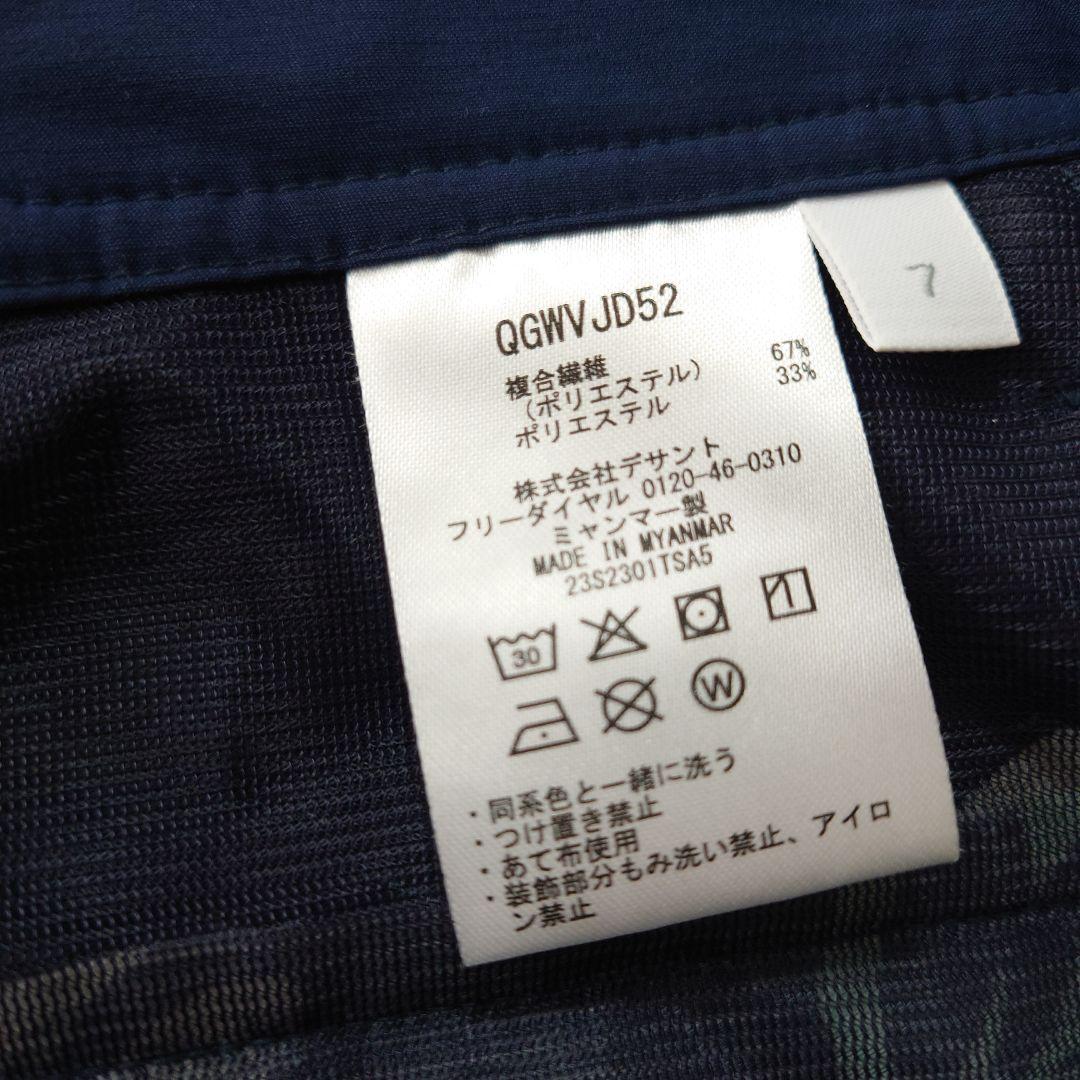 QGWVJD52
複合繊維
(ポリエステル) 67%
ポリエステル 33%
株式会社デサント
フリーダイヤル 0120-46-0310
ミャンマー製
MADE IN MYANMAR
23S2301TSA5
30
W
・同系色と一緒に洗う
・つけ置き禁止
・あて布使用
・装飾部分もみ洗い禁止、アイロ
ン禁止
7